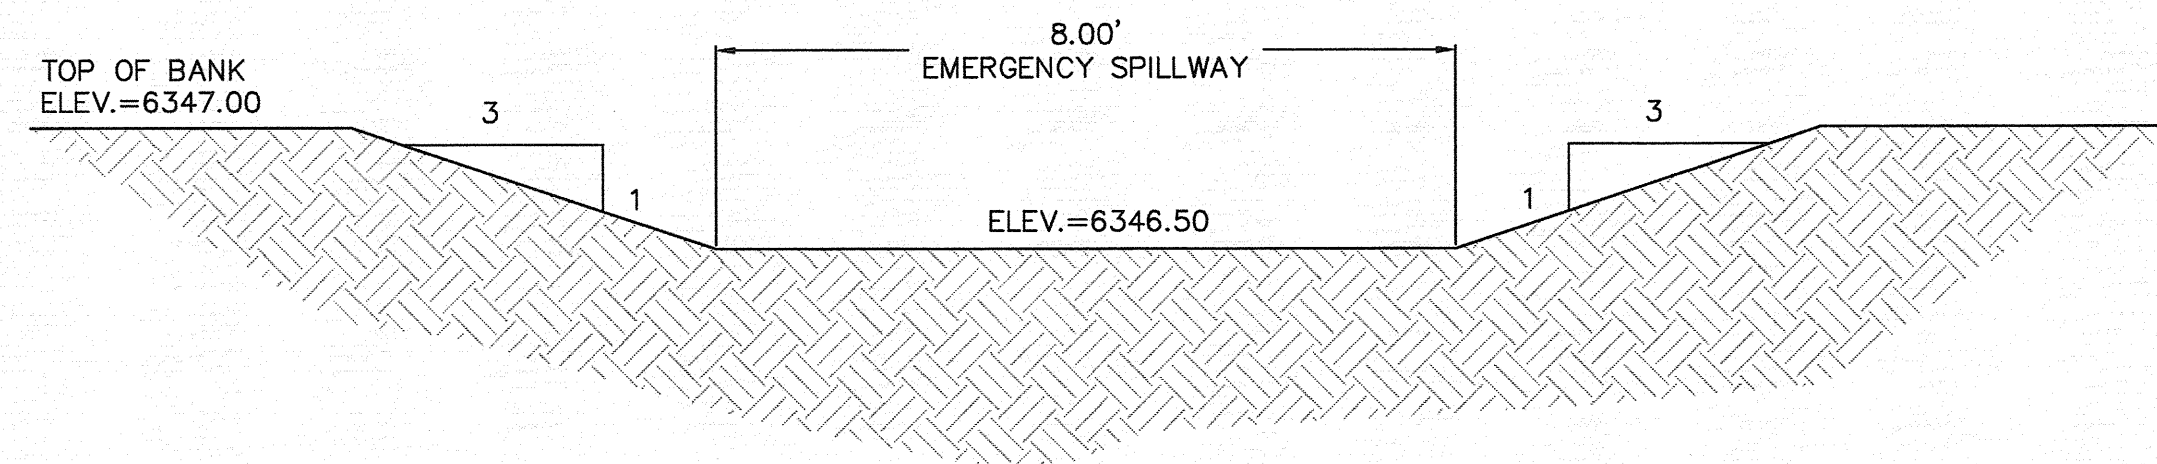 8.00'
EMERGENCY SPILLWAY
TOP OF BANK
ELEV.=6347.00
3
3
1
1
ELEV.=6346.50